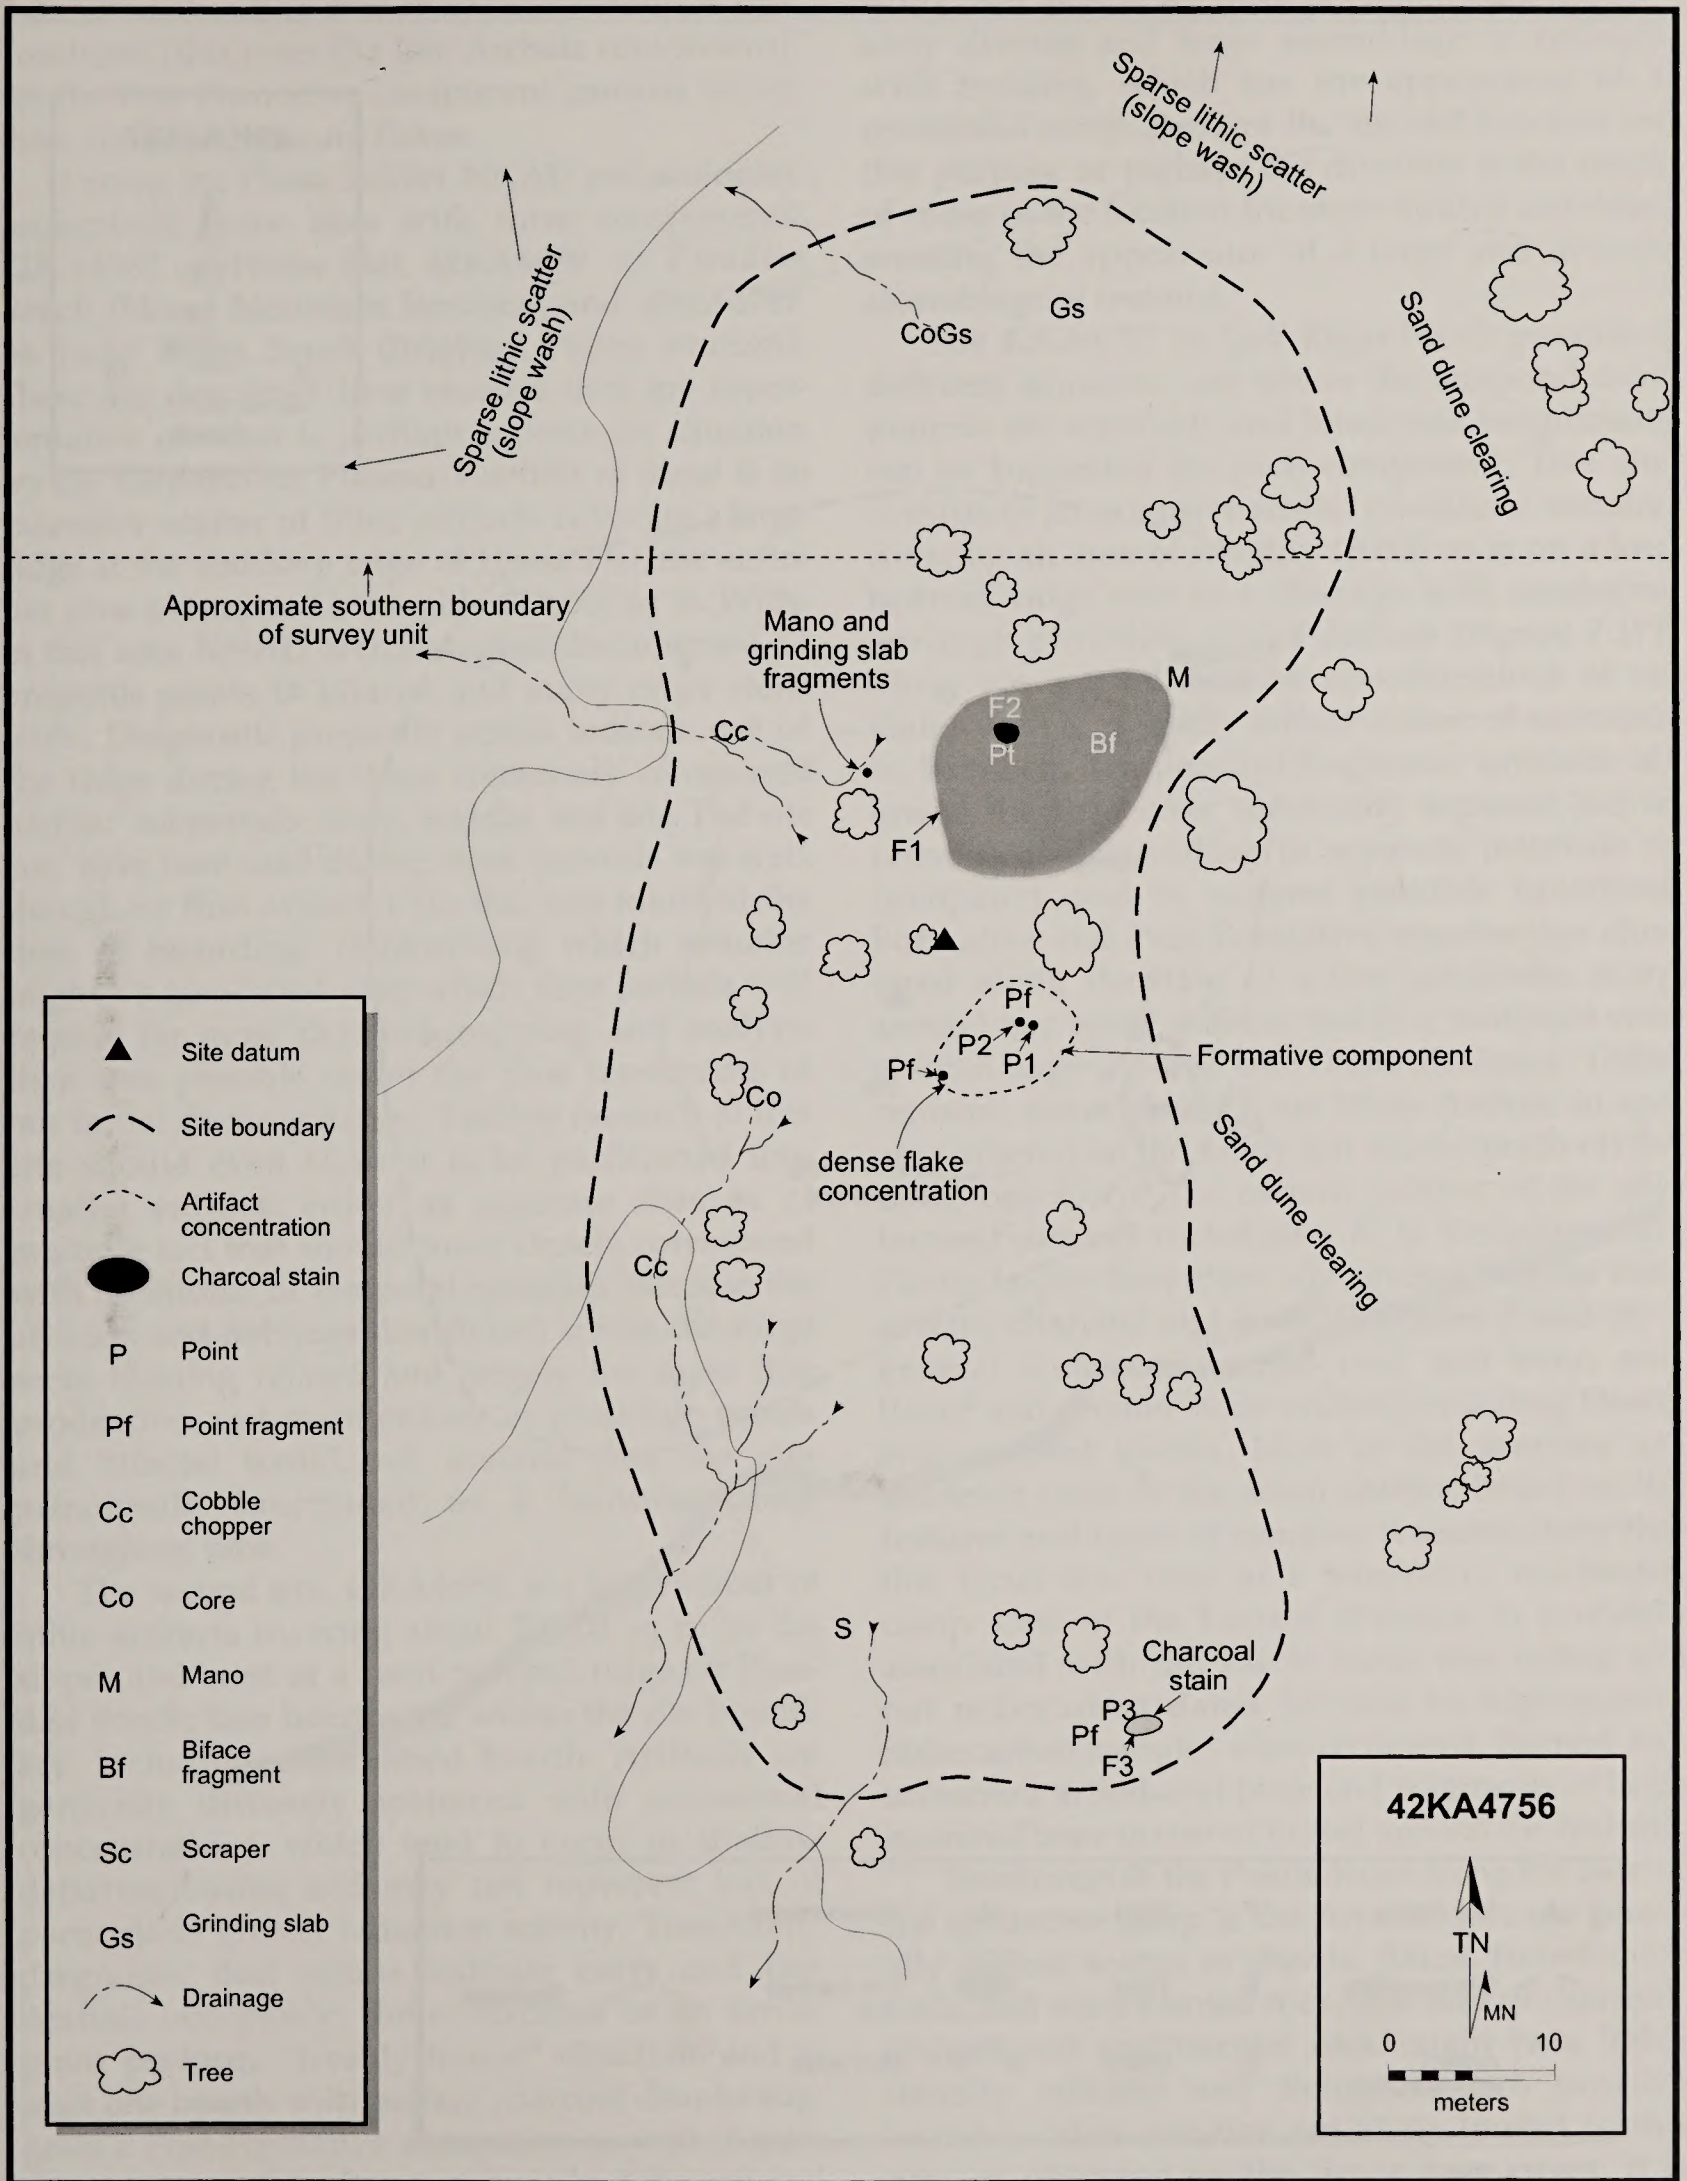 Sparse lithic scatter
(slope wash)
Sparse lithic scatter
(slope wash)
Gs
CoGs
Sand dune clearing
Approximate southern boundary
of survey unit
Mano and
grinding slab
fragments
M
F2
Pt
Bf
Cc
F1
Pf
P2
P1
Pf
Formative component
Co
dense flake
concentration
Sand dune clearing
Cc
S
Charcoal
stain
P3
Pf
F3
Site datum
Site boundary
Artifact
concentration
Charcoal stain
P Point
Pf Point fragment
Cc Cobble
chopper
Co Core
M Mano
Bf Biface
fragment
Sc Scraper
Gs Grinding slab
Drainage
Tree
42KA4756
TN
MN
0 10
meters